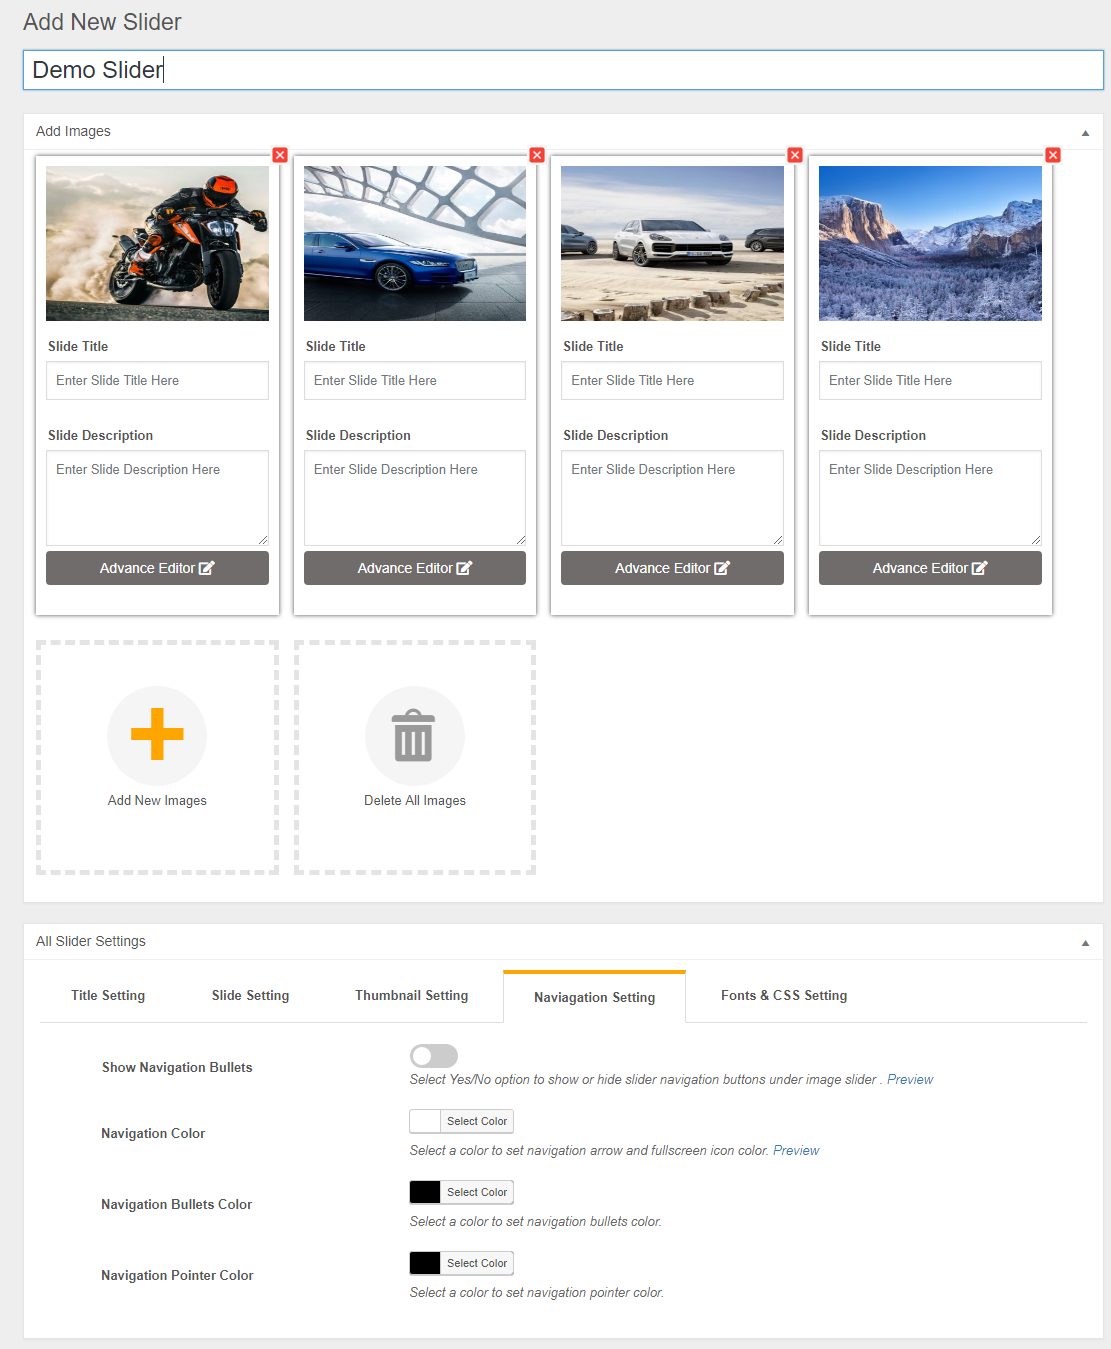 Add New Slider
Demo Slider
Add Images
Slide Title
Enter Slide Title Here
Slide Description
Enter Slide Description Here
Advance Editor
Slide Title
Enter Slide Title Here
Slide Description
Enter Slide Description Here
Advance Editor
Slide Title
Enter Slide Title Here
Slide Description
Enter Slide Description Here
Advance Editor
Slide Title
Enter Slide Title Here
Slide Description
Enter Slide Description Here
Advance Editor
Add New Images
Delete All Images
All Slider Settings
Title Setting
Slide Setting
Thumbnail Setting
Naviagation Setting
Fonts & CSS Setting
Show Navigation Bullets
Select Yes/No option to show or hide slider navigation buttons under image slider . Preview
Navigation Color
Select Color
Select a color to set navigation arrow and fullscreen icon color. Preview
Navigation Bullets Color
Select Color
Select a color to set navigation bullets color.
Navigation Pointer Color
Select Color
Select a color to set navigation pointer color.